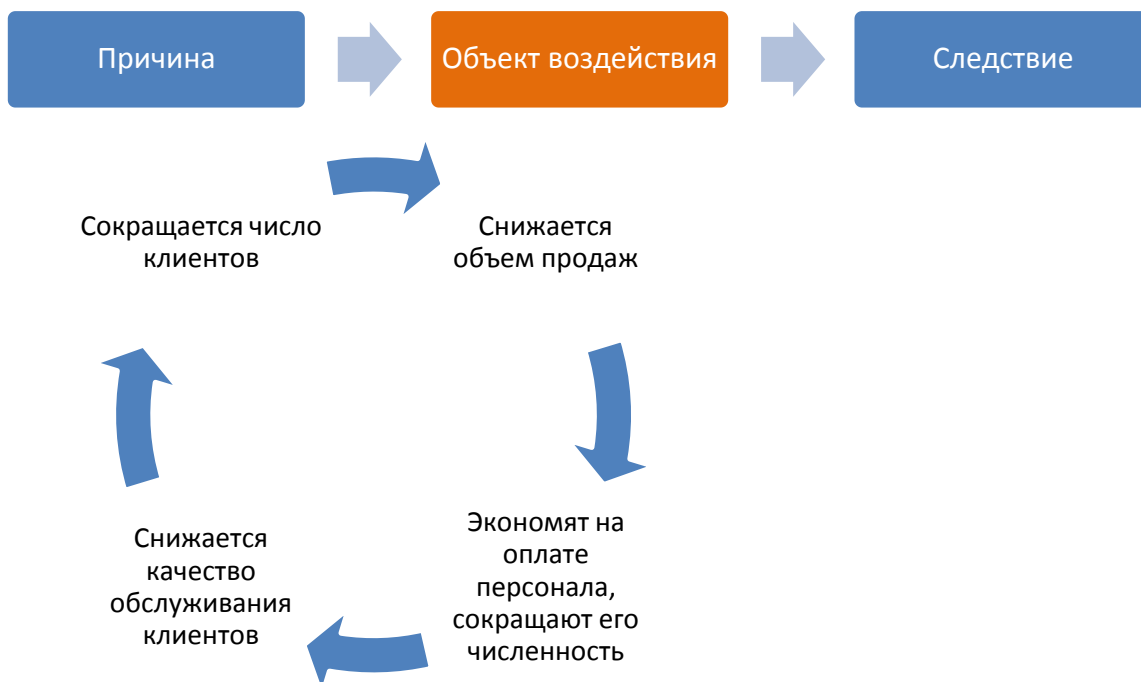 Причина
Объект воздействия
Следствие
Сокращается число
клиентов
Снижается
объем продаж
Экономят на
оплате
персонала,
сокращают его
численность
Снижается
качество
обслуживания
клиентов